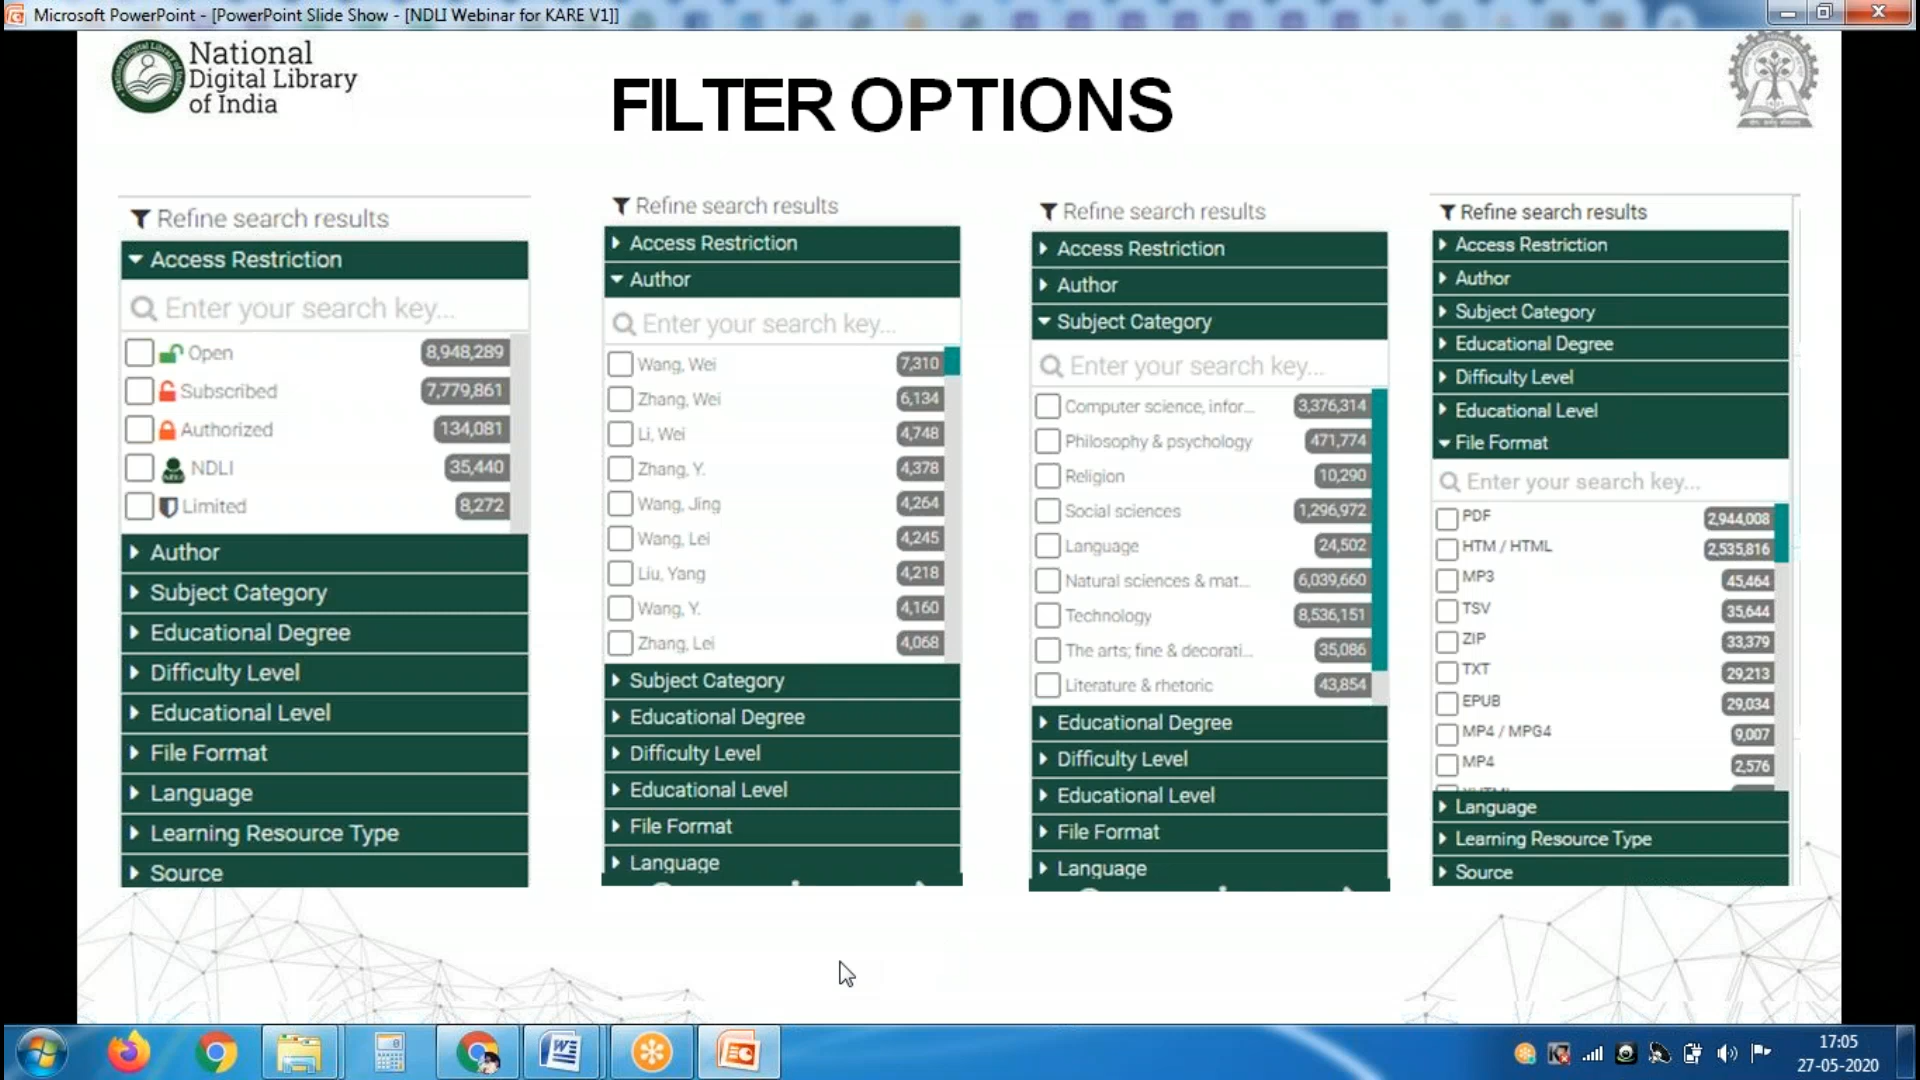 Microsoft PowerPoint - [PowerPoint Slide Show - [NDLI Webinar for KARE V1]]
National
Digital Library
of India
FILTER OPTIONS
Refine search results
Access Restriction
Enter your search key...
Open 8,948,289
Subscribed 7,779,861
Authorized 134,081
NDLI 35,440
Limited 8,272
Author
Subject Category
Educational Degree
Difficulty Level
Educational Level
File Format
Language
Learning Resource Type
Source
Refine search results
Access Restriction
Author
Enter your search key...
Wang, Wei 7,310
Zhang, Wei 6,134
Li, Wei 4,748
Zhang, Y. 4,378
Wang, Jing 4,264
Wang, Lei 4,245
Liu, Yang 4,218
Wang, Y. 4,160
Zhang, Lei 4,068
Subject Category
Educational Degree
Difficulty Level
Educational Level
File Format
Language
Refine search results
Access Restriction
Author
Subject Category
Enter your search key...
Computer science, infor... 3,376,314
Philosophy & psychology 471,774
Religion 10,290
Social sciences 1,296,972
Language 24,502
Natural sciences & mat... 6,039,660
Technology 8,536,151
The arts; fine & decorati... 35,086
Literature & rhetoric 43,854
Educational Degree
Difficulty Level
Educational Level
File Format
Language
Refine search results
Access Restriction
Author
Subject Category
Educational Degree
Difficulty Level
Educational Level
File Format
Enter your search key...
PDF 2,944,008
HTM / HTML 2,535,816
MP3 45,464
TSV 35,644
ZIP 33,379
TXT 29,213
EPUB 29,034
MP4 / MPG4 9,007
MP4 2,576
Language
Learning Resource Type
Source
17:05
27-05-2020